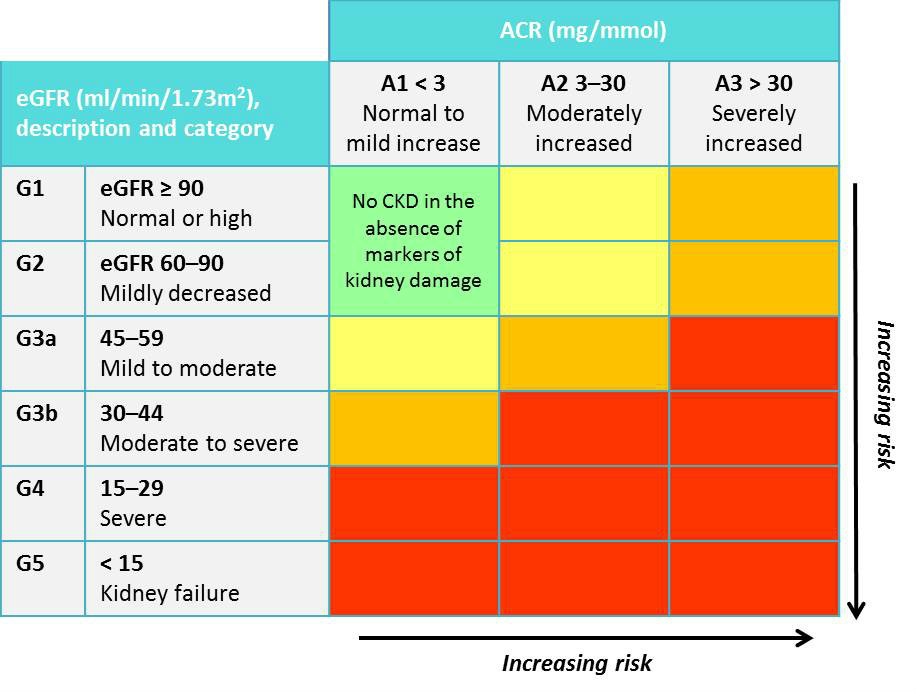 ACR (mg/mmol)
eGFR (ml/min/1.73m²),
description and category
A1 < 3
Normal to
mild increase
A2 3–30
Moderately
increased
A3 > 30
Severely
increased
G1
eGFR ≥ 90
Normal or high
No CKD in the
absence of
markers of
kidney damage
G2
eGFR 60–90
Mildly decreased
G3a
45–59
Mild to moderate
G3b
30–44
Moderate to severe
G4
15–29
Severe
G5
< 15
Kidney failure
Increasing risk
Increasing risk